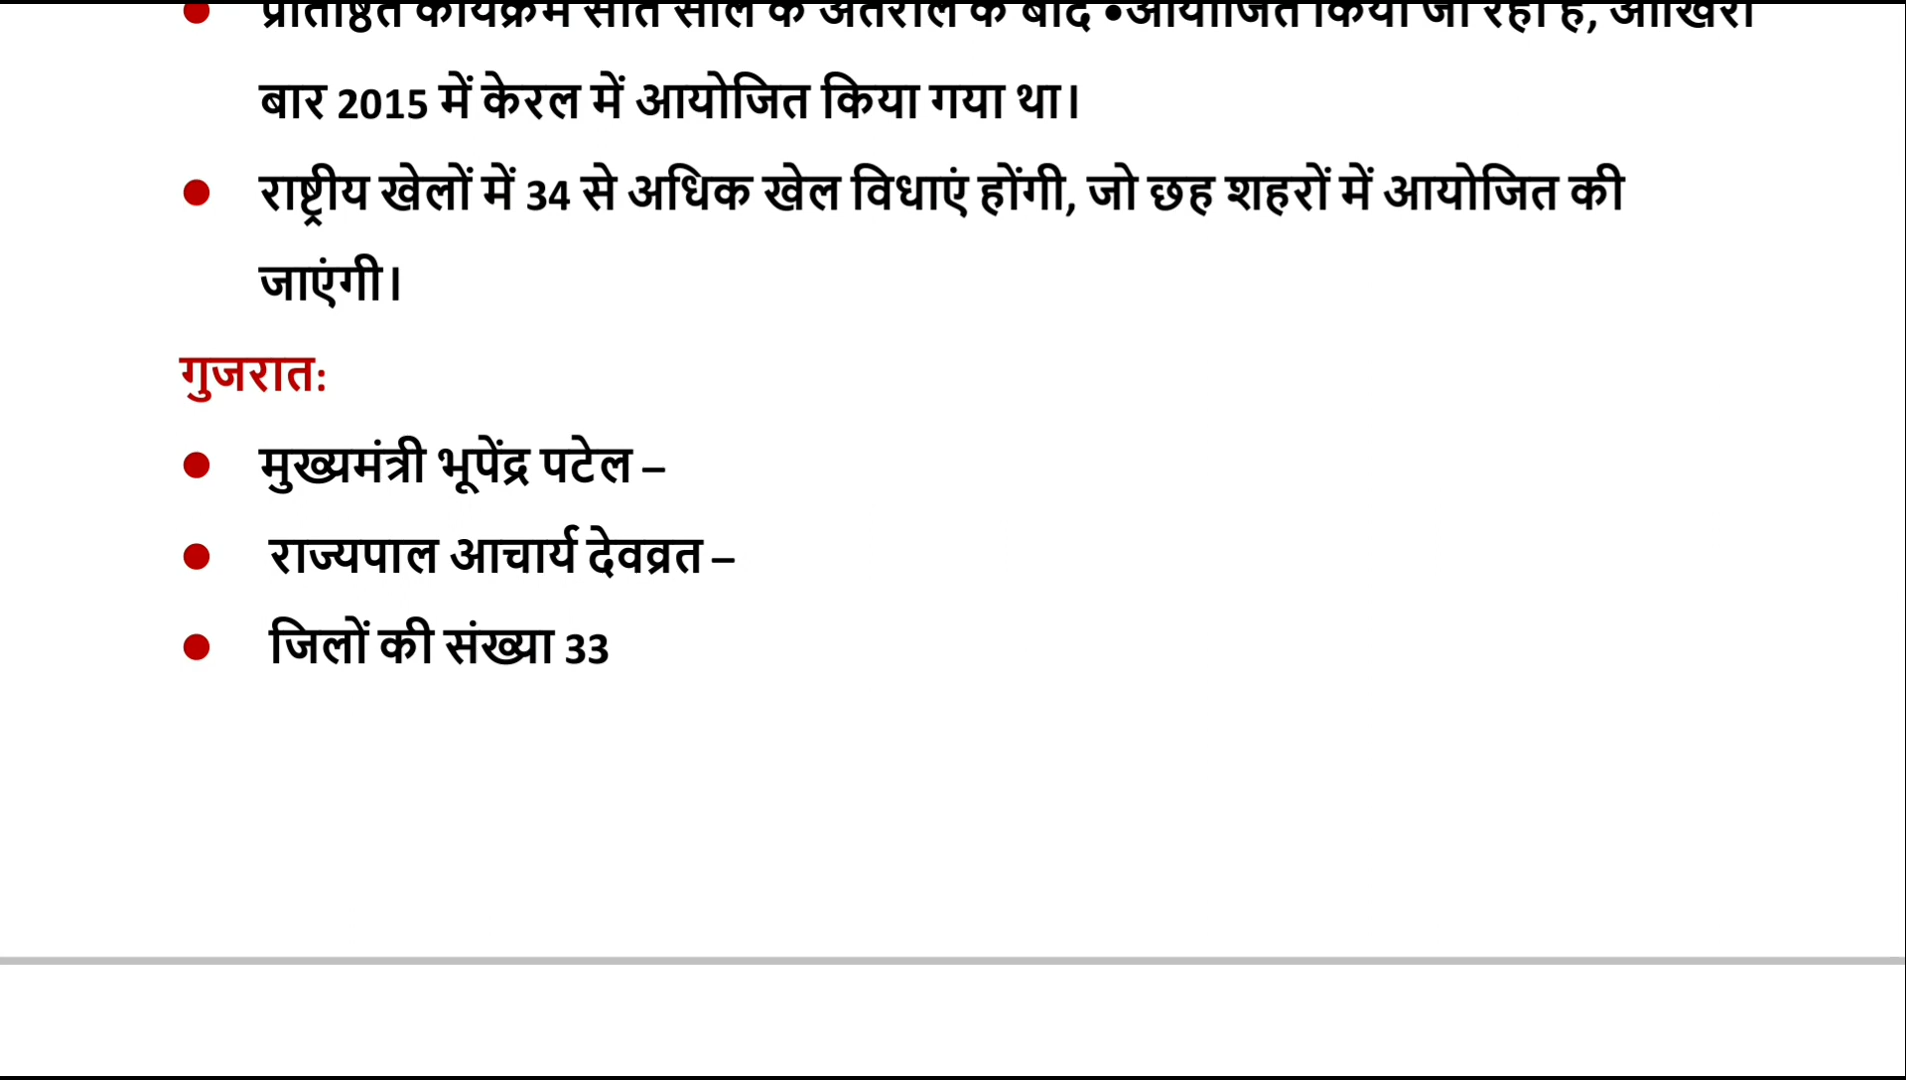 प्रतिष्ठित कार्यक्रम सात साल के अंतराल के बाद •आयोजित किया जा रहा है, आखिरी
बार 2015 में केरल में आयोजित किया गया था।
राष्ट्रीय खेलों में 34 से अधिक खेल विधाएं होंगी, जो छह शहरों में आयोजित की
जाएंगी।
गुजरात:
मुख्यमंत्री भूपेंद्र पटेल –
राज्यपाल आचार्य देवव्रत –
जिलों की संख्या 33